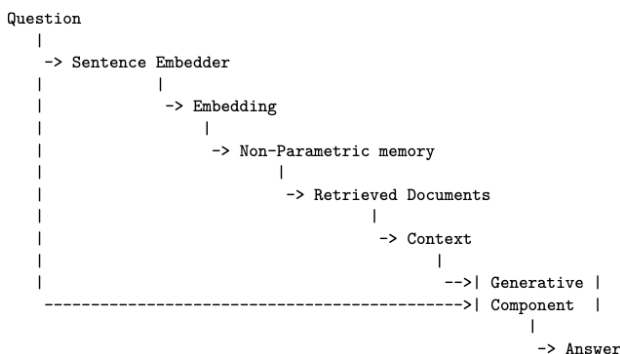 Question
|
-> Sentence Embedder
| |
| -> Embedding
| |
| -> Non-Parametric memory
| |
| -> Retrieved Documents
| |
| -> Context
| |
| -->| Generative |
--------------------------------------------->| Component |
|
-> Answer